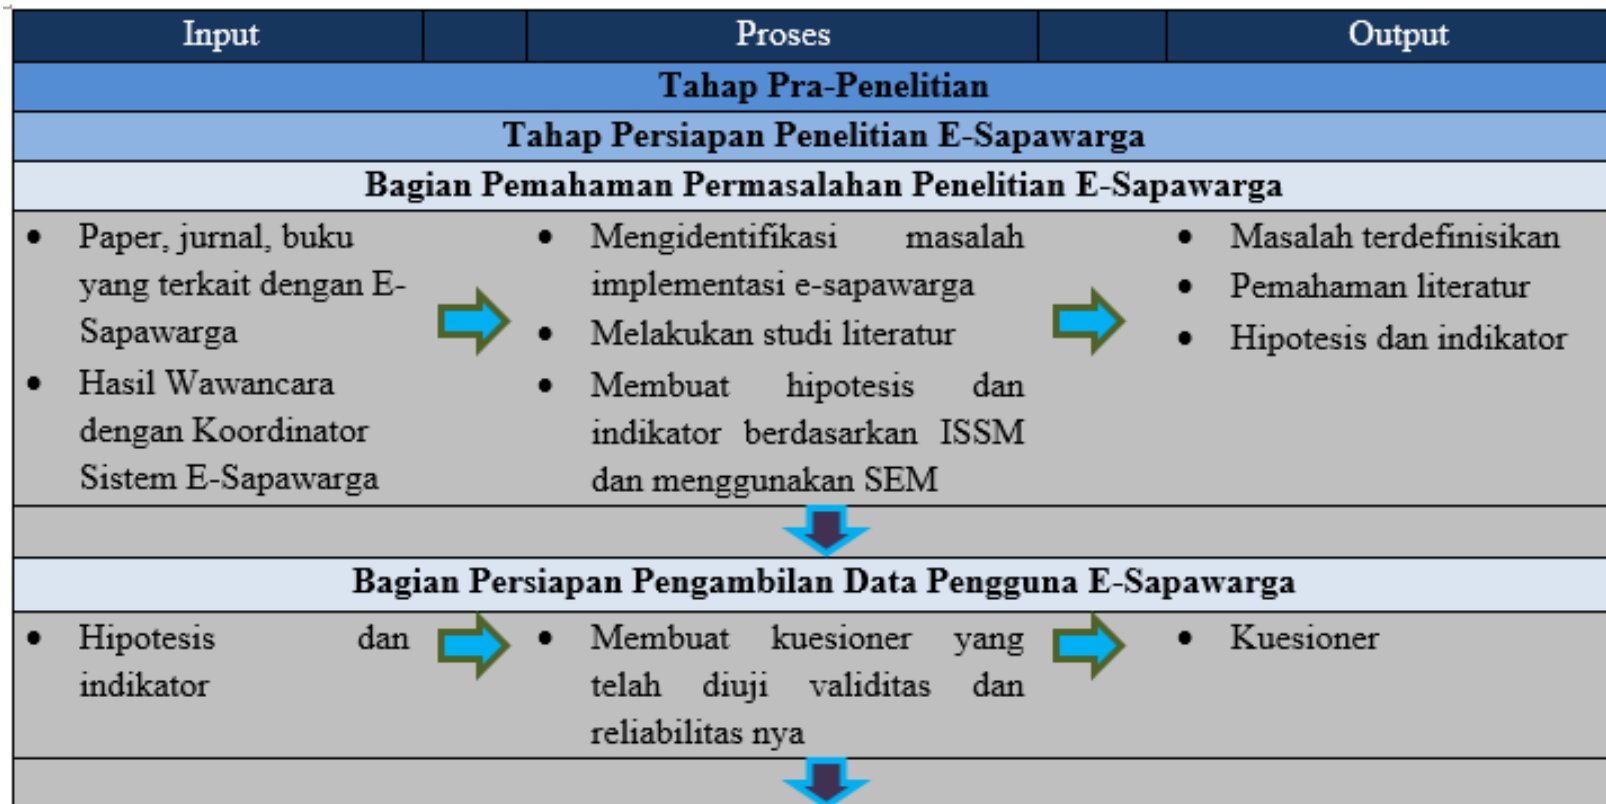 Input Proses Output
Tahap Pra-Penelitian
Tahap Persiapan Penelitian E-Sapawarga
Bagian Pemahaman Permasalahan Penelitian E-Sapawarga
• Paper, jurnal, buku
yang terkait dengan E-
Sapawarga
• Hasil Wawancara
dengan Koordinator
Sistem E-Sapawarga
• Mengidentifikasi masalah
implementasi e-sapawarga
• Melakukan studi literatur
• Membuat hipotesis dan
indikator berdasarkan ISSM
dan menggunakan SEM
• Masalah terdefinisikan
• Pemahaman literatur
• Hipotesis dan indikator
Bagian Persiapan Pengambilan Data Pengguna E-Sapawarga
• Hipotesis dan
indikator
• Membuat kuesioner yang
telah diuji validitas dan
reliabilitas nya
• Kuesioner